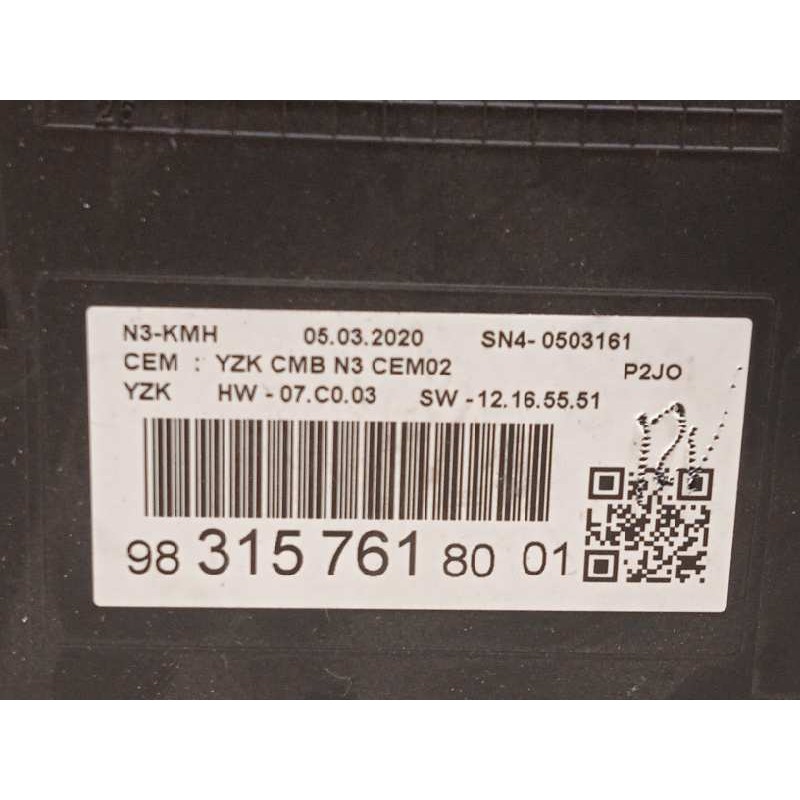 N3-KMH 05.03.2020 SN4- 0503161
CEM : YZK CMB N3 CEM02 P2JO
YZK HW - 07.C0.03 SW -12.16.55.51
98 315 761 80 01